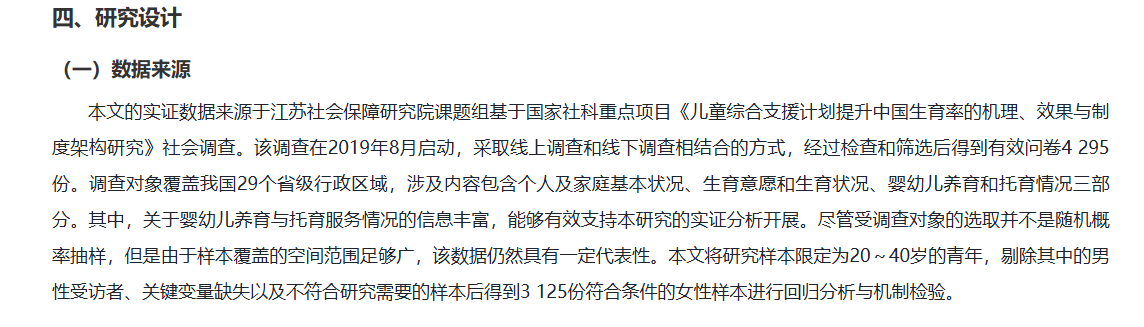 四、研究设计
（一）数据来源
本文的实证数据来源于江苏社会保障研究院课题组基于国家社科重点项目《儿童综合支援计划提升中国生育率的机理、效果与制
度架构研究》社会调查。该调查在2019年8月启动，采取线上调查和线下调查相结合的方式，经过检查和筛选后得到有效问卷4 295
份。调查对象覆盖我国29个省级行政区域，涉及内容包含个人及家庭基本状况、生育意愿和生育状况、婴幼儿养育和托育情况三部
分。其中，关于婴幼儿养育与托育服务情况的信息丰富，能够有效支持本研究的实证分析开展。尽管受调查对象的选取并不是随机概
率抽样，但是由于样本覆盖的空间范围足够广，该数据仍然具有一定代表性。本文将研究样本限定为20～40岁的青年，剔除其中的男
性受访者、关键变量缺失以及不符合研究需要的样本后得到3 125份符合条件的女性样本进行回归分析与机制检验。